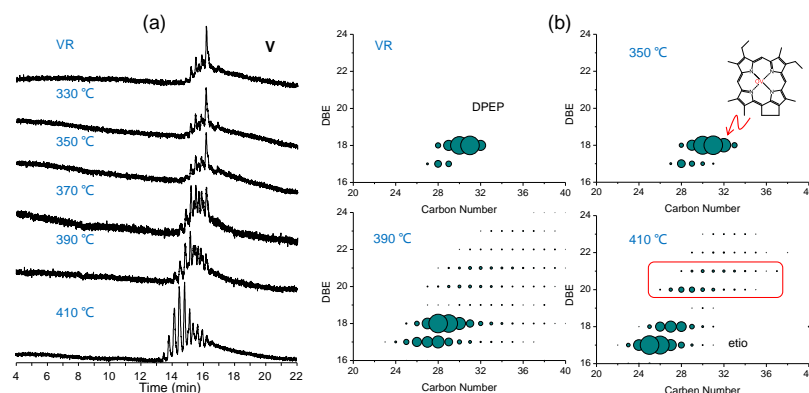 (a)
V
VR
330 ℃
350 ℃
370 ℃
390 ℃
410 ℃
4 6 8 10 12 14 16 18 20 22
Time (min)
(b)
VR
DPEP
DBE
24
22
20
18
16
20 24 28 32 36 40
Carbon Number
350 ℃
N N
N N
DBE
24
22
20
18
16
20 24 28 32 36 40
Carbon Number
390 ℃
DBE
24
22
20
18
16
20 24 28 32 36 40
Carbon Number
410 ℃
etio
DBE
24
22
20
18
16
20 24 28 32 36
Carben Number